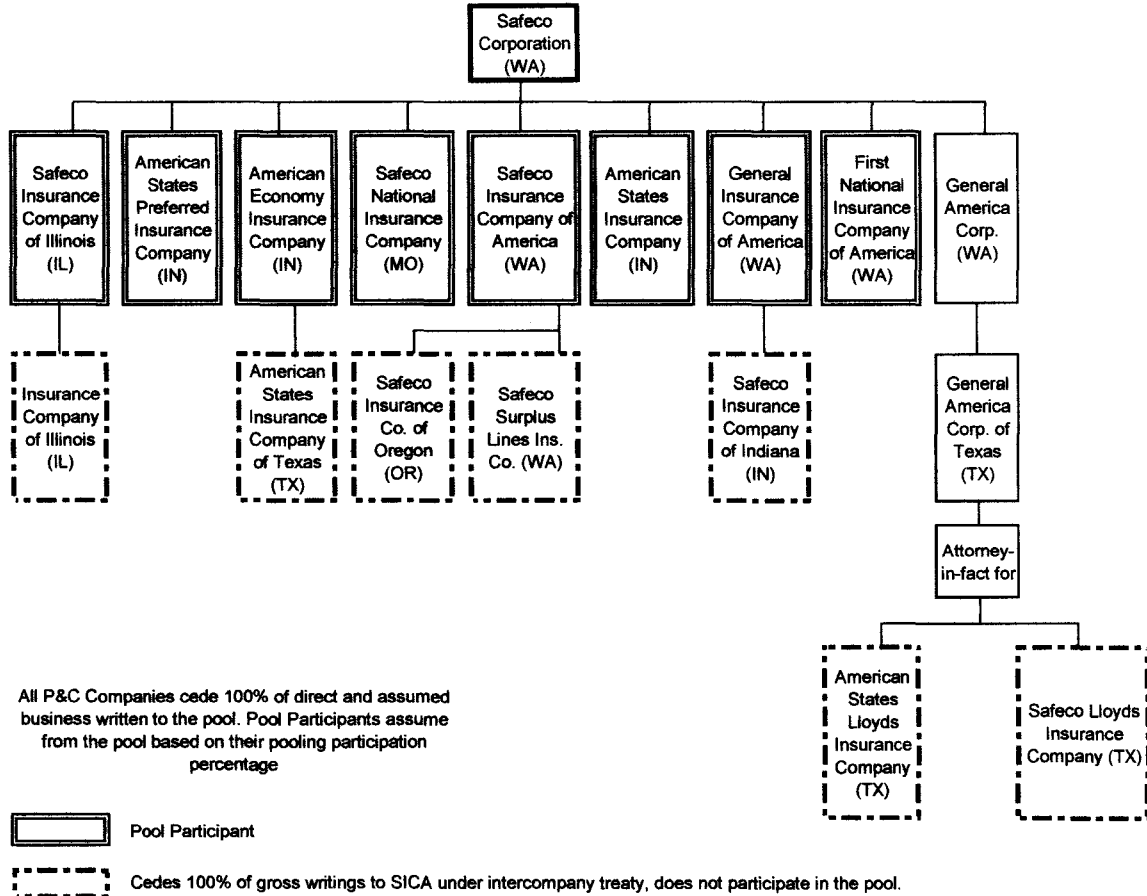 Safeco
Corporation
(WA)
Safeco
Insurance
Company
of Illinois
(IL)
American
States
Preferred
Insurance
Company
(IN)
American
Economy
Insurance
Company
(IN)
Safeco
National
Insurance
Company
(MO)
Safeco
Insurance
Company of
America
(WA)
American
States
Insurance
Company
(IN)
General
Insurance
Company
of America
(WA)
First
National
Insurance
Company
of America
(WA)
General
America
Corp.
(WA)
Insurance
Company
of Illinois
(IL)
American
States
Insurance
Company
of Texas
(TX)
Safeco
Insurance
Co. of
Oregon
(OR)
Safeco
Surplus
Lines Ins.
Co. (WA)
Safeco
Insurance
Company
of Indiana
(IN)
General
America
Corp. of
Texas
(TX)
Attorney-
in-fact for
American
States
Lloyds
Insurance
Company
(TX)
Safeco Lloyds
Insurance
Company (TX)
All P&C Companies cede 100% of direct and assumed
business written to the pool. Pool Participants assume
from the pool based on their pooling participation
percentage
Pool Participant
Cedes 100% of gross writings to SICA under intercompany treaty, does not participate in the pool.